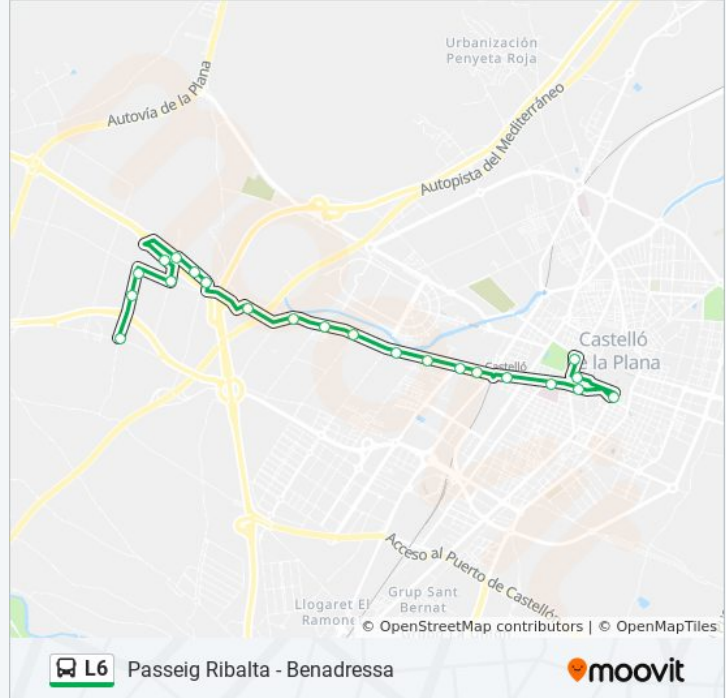 Urbanización
Penyeta Roja
Autovía de la Plana
Autopista del Mediterráneo
Castelló
de la Plana
Castelló
Acceso al Puerto de Castelló
Llogaret El
Ramone
Grup Sant
Bernat
© OpenStreetMap contributors | © OpenMapTiles
L6 Passeig Ribalta - Benadressa
moovit